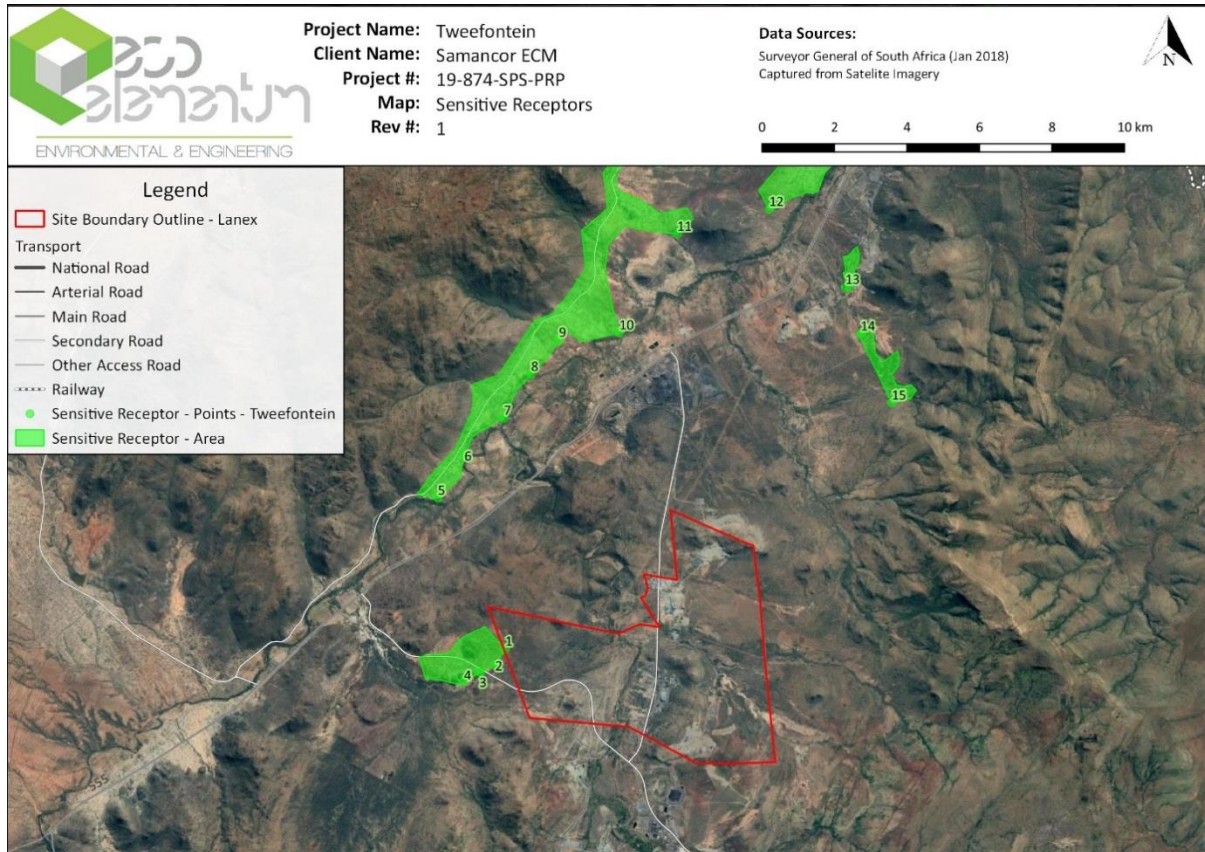 eco
elementum
ENVIRONMENTAL & ENGINEERING
Project Name: Tweefontein
Client Name: Samancor ECM
Project #: 19-874-SPS-PRP
Map: Sensitive Receptors
Rev #: 1
Data Sources:
Surveyor General of South Africa (Jan 2018)
Captured from Satelite Imagery
N
0 2 4 6 8 10 km
Legend
Site Boundary Outline - Lanex
Transport
National Road
Arterial Road
Main Road
Secondary Road
Other Access Road
Railway
Sensitive Receptor - Points - Tweefontein
Sensitive Receptor - Area
12
11
13
14
10
9
8
15
7
6
5
1
2
4
3
555